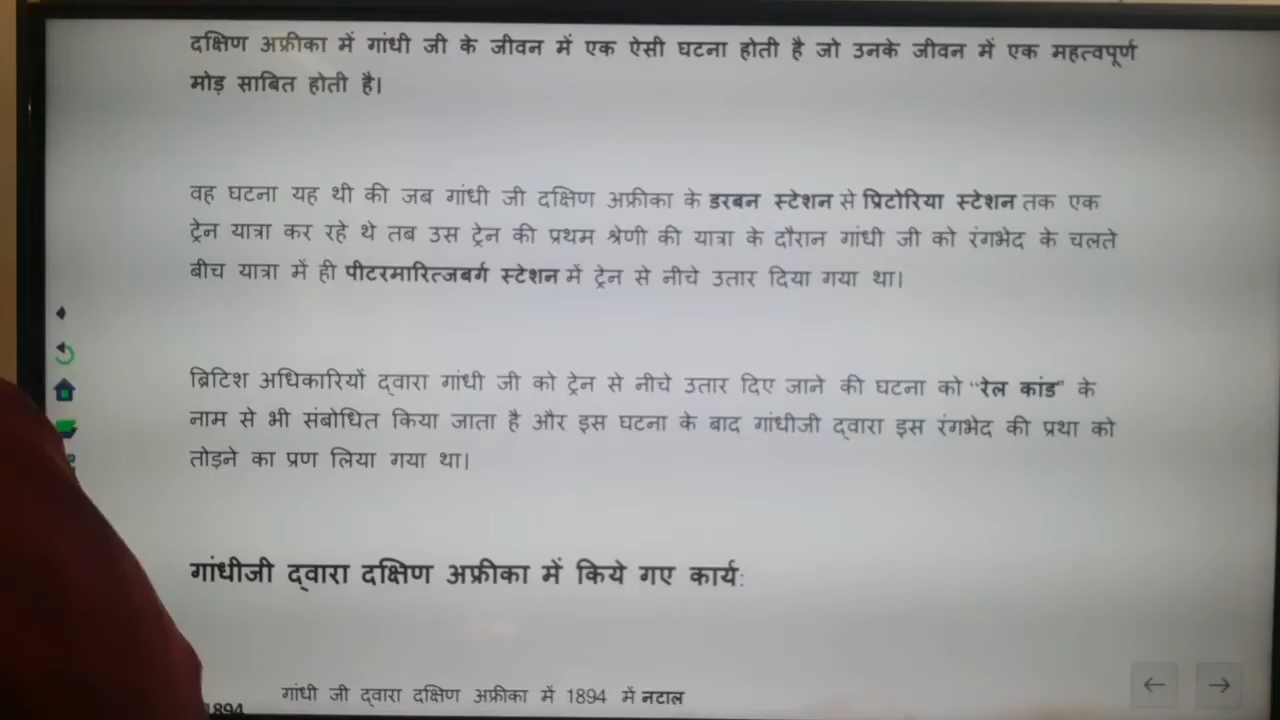 दक्षिण अफ्रीका में गांधी जी के जीवन में एक ऐसी घटना होती है जो उनके जीवन में एक महत्वपूर्ण
मोड़ साबित होती है।
वह घटना यह थी की जब गांधी जी दक्षिण अफ्रीका के डरबन स्टेशन से प्रिटोरिया स्टेशन तक एक
ट्रेन यात्रा कर रहे थे तब उस ट्रेन की प्रथम श्रेणी की यात्रा के दौरान गांधी जी को रंगभेद के चलते
बीच यात्रा में ही पीटरमारित्जबर्ग स्टेशन में ट्रेन से नीचे उतार दिया गया था।
ब्रिटिश अधिकारियों द्वारा गांधी जी को ट्रेन से नीचे उतार दिए जाने की घटना को "रेल कांड" के
नाम से भी संबोधित किया जाता है और इस घटना के बाद गांधीजी द्वारा इस रंगभेद की प्रथा को
तोड़ने का प्रण लिया गया था।
गांधीजी द्वारा दक्षिण अफ्रीका में किये गए कार्य:
गांधी जी द्वारा दक्षिण अफ्रीका में 1894 में नटाल
1894